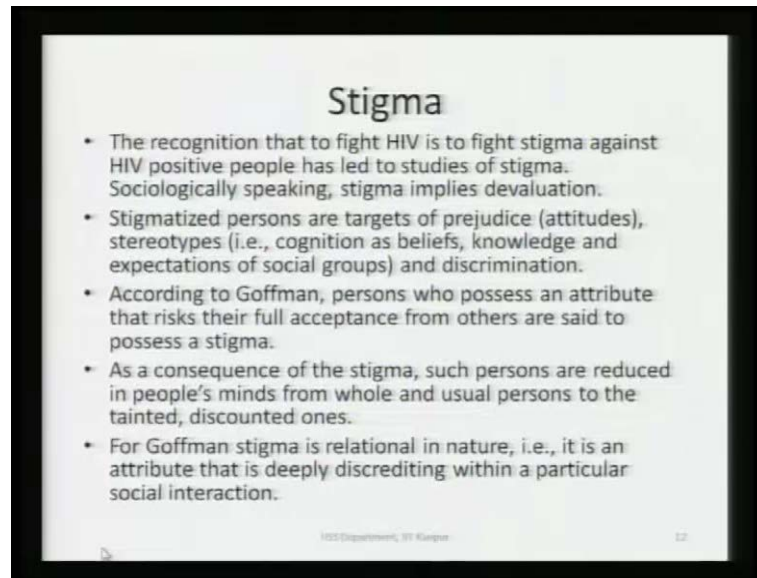 Stigma
• The recognition that to fight HIV is to fight stigma against
HIV positive people has led to studies of stigma.
Sociologically speaking, stigma implies devaluation.
• Stigmatized persons are targets of prejudice (attitudes),
stereotypes (i.e., cognition as beliefs, knowledge and
expectations of social groups) and discrimination.
• According to Goffman, persons who possess an attribute
that risks their full acceptance from others are said to
possess a stigma.
• As a consequence of the stigma, such persons are reduced
in people's minds from whole and usual persons to the
tainted, discounted ones.
• For Goffman stigma is relational in nature, i.e., it is an
attribute that is deeply discrediting within a particular
social interaction.
HSS Department, IIT Kanpur
12